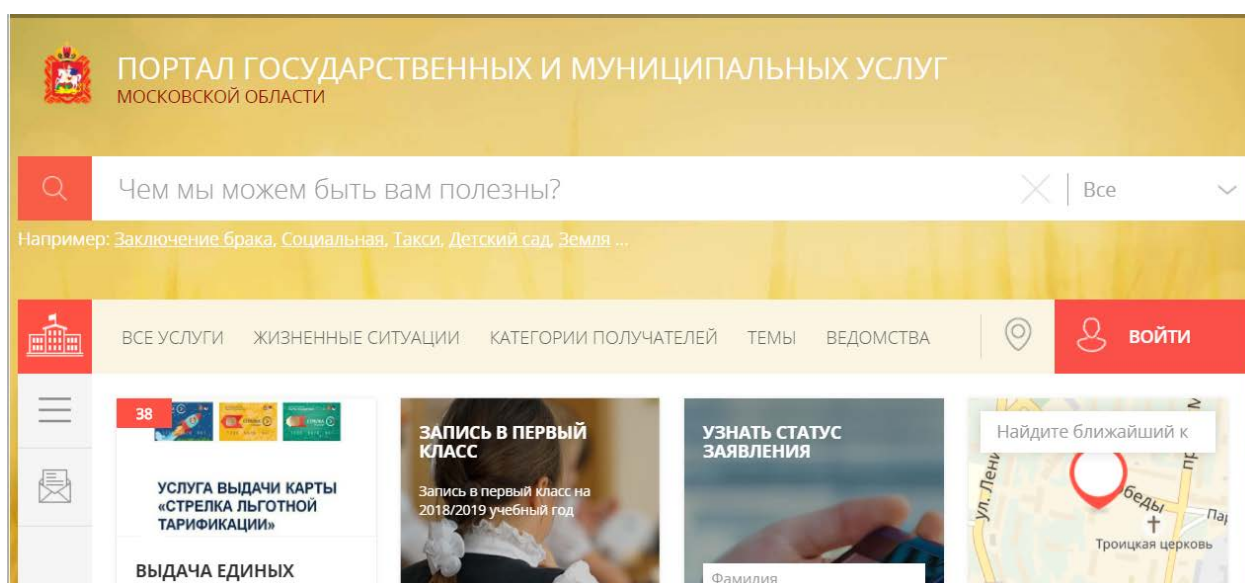 ПОРТАЛ ГОСУДАРСТВЕННЫХ И МУНИЦИПАЛЬНЫХ УСЛУГ
МОСКОВСКОЙ ОБЛАСТИ
Чем мы можем быть вам полезны?
Все
Например: Заключение брака, Социальная, Такси, Детский сад, Земля ...
ВСЕ УСЛУГИ ЖИЗНЕННЫЕ СИТУАЦИИ КАТЕГОРИИ ПОЛУЧАТЕЛЕЙ ТЕМЫ ВЕДОМСТВА
ВОЙТИ
38
УСЛУГА ВЫДАЧИ КАРТЫ
«СТРЕЛКА ЛЬГОТНОЙ
ТАРИФИКАЦИИ»
ВЫДАЧА ЕДИНЫХ
ЗАПИСЬ В ПЕРВЫЙ
КЛАСС
Запись в первый класс на
2018/2019 учебный год
УЗНАТЬ СТАТУС
ЗАЯВЛЕНИЯ
Фамилия
Найдите ближайший к
ул. Лени
обеды
Троицкая церковь